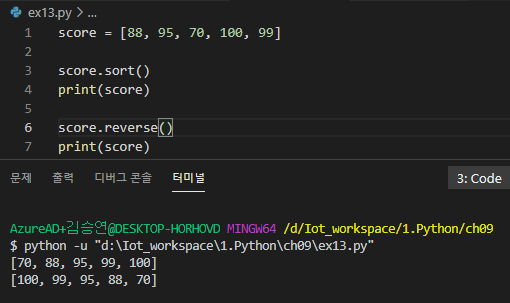 ex13.py > ...
1 score = [88, 95, 70, 100, 99]
2
3 score.sort()
4 print(score)
5
6 score.reverse()
7 print(score)
문제 출력 디버그 콘솔 터미널 3: Code
AzureAD+김승연@DESKTOP-HORHOVD MINGW64 /d/Iot_workspace/1.Python/ch09
$ python -u "d:\Iot_workspace\1.Python\ch09\ex13.py"
[70, 88, 95, 99, 100]
[100, 99, 95, 88, 70]